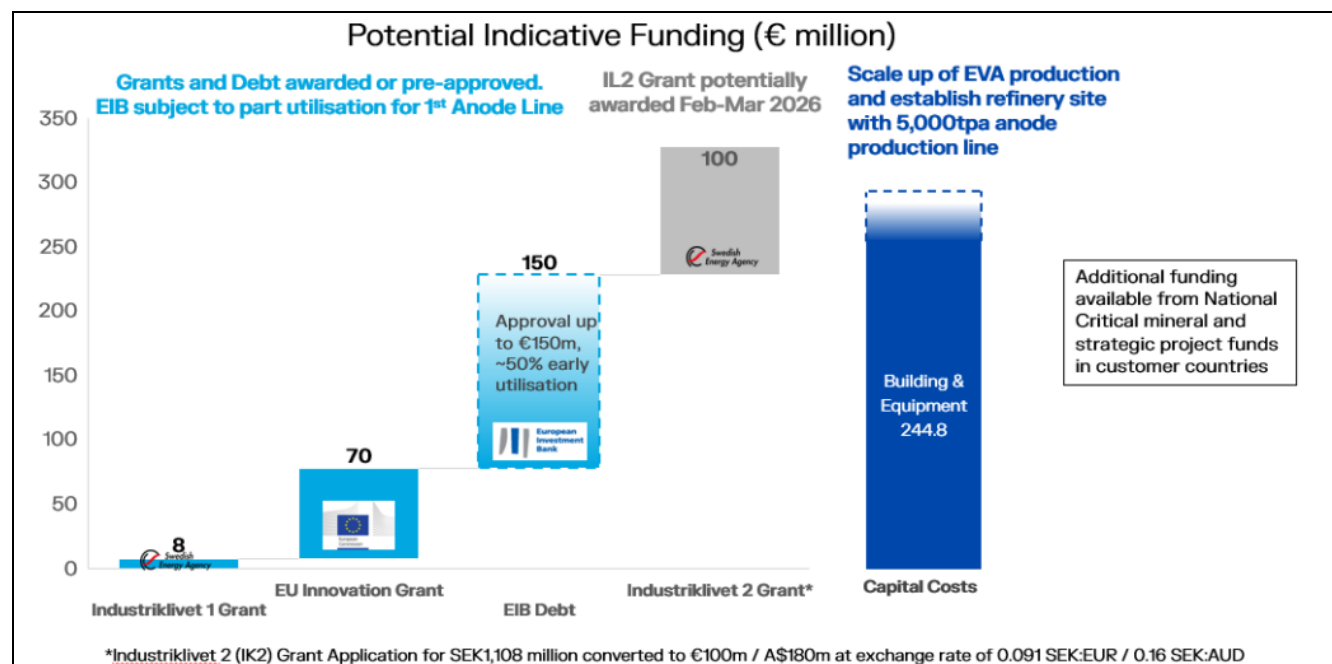 Potential Indicative Funding (€ million)
Grants and Debt awarded or pre-approved.
EIB subject to part utilisation for 1st Anode Line
IL2 Grant potentially
awarded Feb-Mar 2026
Scale up of EVA production
and establish refinery site
with 5,000tpa anode
production line
350
300
250
200
150
100
50
0
8
Swedish
Energy Agency
70
European
Commission
150
Approval up
to €150m,
~50% early
utilisation
European
Investment
Bank
100
Swedish
Energy Agency
Building &
Equipment
244.8
Additional funding
available from National
Critical mineral and
strategic project funds
in customer countries
Industriklivet 1 Grant
EU Innovation Grant
EIB Debt
Industriklivet 2 Grant*
Capital Costs
*Industriklivet 2 (IK2) Grant Application for SEK1,108 million converted to €100m / A$180m at exchange rate of 0.091 SEK:EUR / 0.16 SEK:AUD